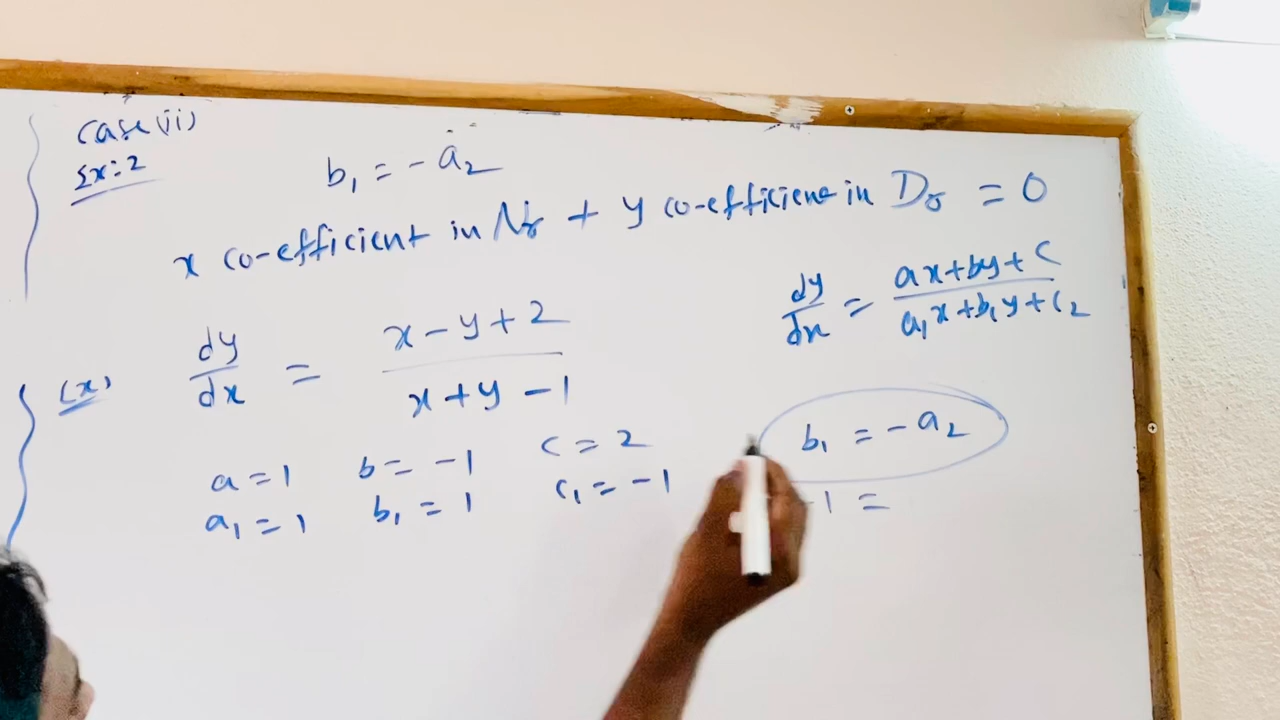 Case (ii)
Ex: 2
b₁ = - a₂
x co-efficient in Nr + y co-efficient in Dr = 0
dy/dx = (ax+by+c)/(a₁x+b₁y+c₂)
(x) dy/dx = (x-y+2)/(x+y-1)
b₁ = -a₂
a=1 b=-1 c=2
a₁=1 b₁=1 c₁=-1
-1 =